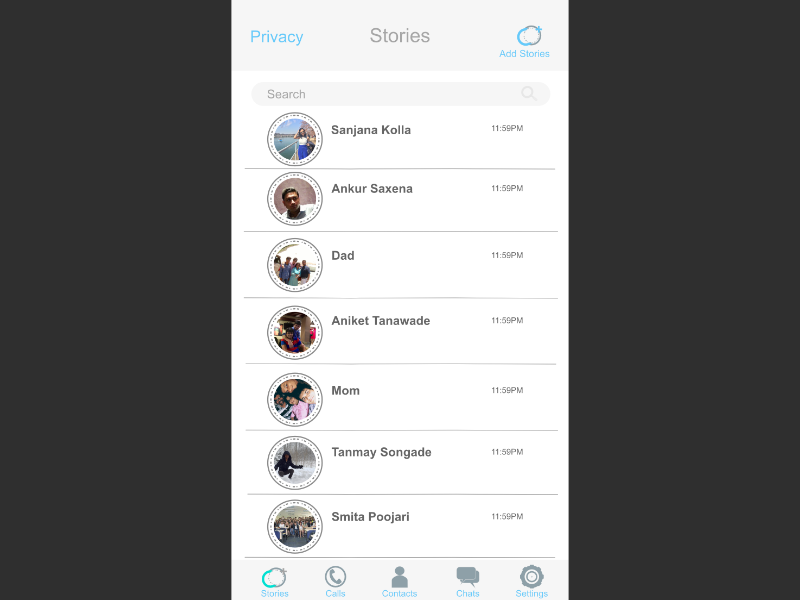 Privacy
Stories
Add Stories
Search
Sanjana Kolla
11:59PM
Ankur Saxena
11:59PM
Dad
11:59PM
Aniket Tanawade
11:59PM
Mom
11:59PM
Tanmay Songade
11:59PM
Smita Poojari
11:59PM
Stories
Calls
Contacts
Chats
Settings